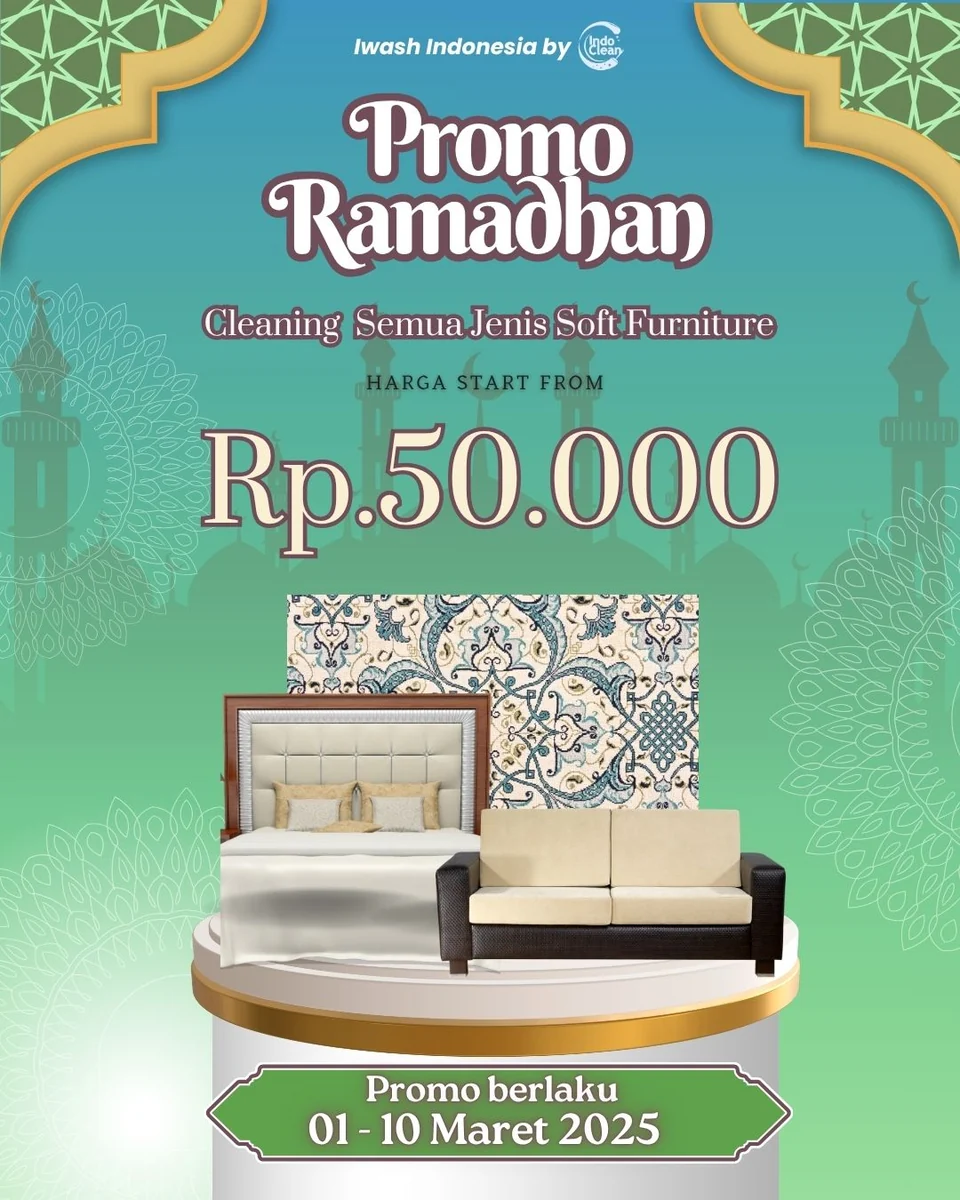 Iwash Indonesia by Indo Clean
Promo
Ramadhan
Cleaning Semua Jenis Soft Furniture
HARGA START FROM
Rp.50.000
Promo berlaku
01 - 10 Maret 2025